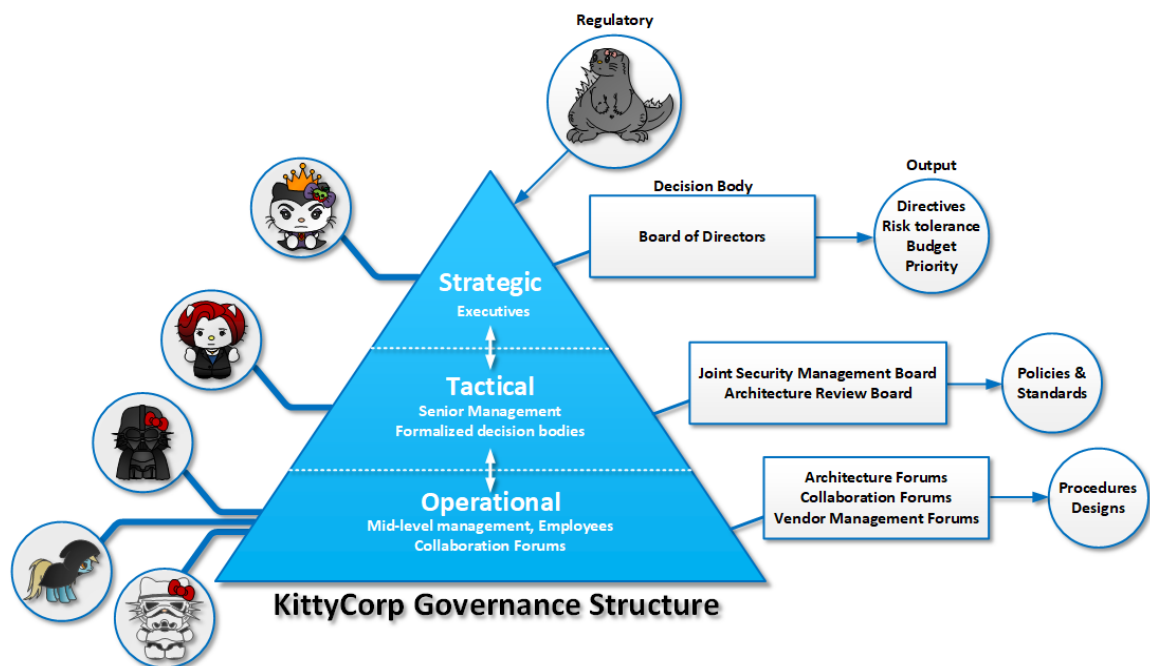 Regulatory
Decision Body
Output
Board of Directors
Directives
Risk tolerance
Budget
Priority
Strategic
Executives
Joint Security Management Board
Architecture Review Board
Policies &
Standards
Tactical
Senior Management
Formalized decision bodies
Architecture Forums
Collaboration Forums
Vendor Management Forums
Procedures
Designs
Operational
Mid-level management, Employees
Collaboration Forums
KittyCorp Governance Structure